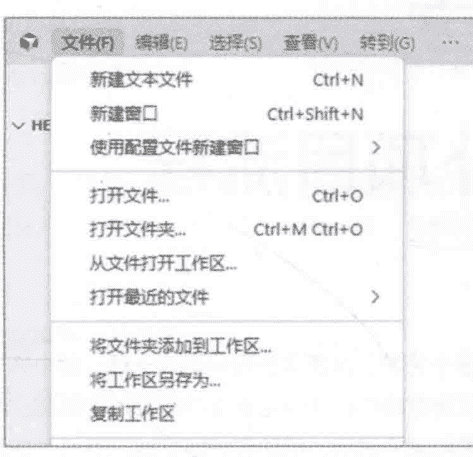 文件(F) 编辑(E) 选择(S) 查看(V) 转到(G) ···
新建文本文件 Ctrl+N
新建窗口 Ctrl+Shift+N
HE
使用配置文件新建窗口 >
打开文件... Ctrl+O
打开文件夹... Ctrl+M Ctrl+O
从文件打开工作区...
打开最近的文件 >
将文件夹添加到工作区...
将工作区另存为...
复制工作区